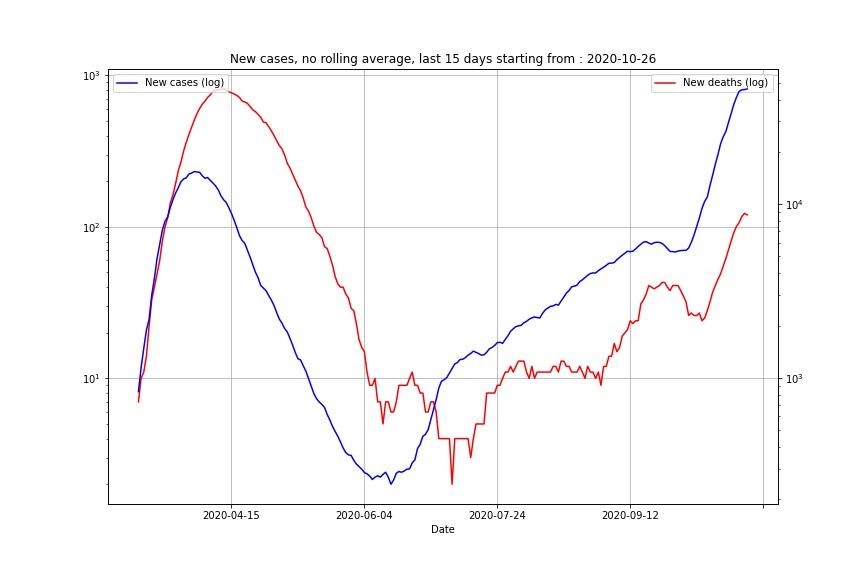 New cases, no rolling average, last 15 days starting from : 2020-10-26
New cases (log)
New deaths (log)
10³
10²
10¹
10⁴
10³
2020-04-15
2020-06-04
2020-07-24
2020-09-12
Date